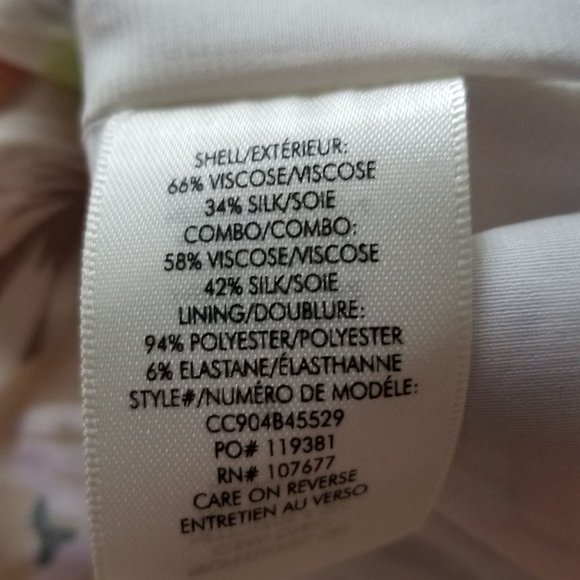 SHELL/EXTÉRIEUR:
66% VISCOSE/VISCOSE
34% SILK/SOIE
COMBO/COMBO:
58% VISCOSE/VISCOSE
42% SILK/SOIE
LINING/DOUBLURE:
94% POLYESTER/POLYESTER
6% ELASTANE/ÉLASTHANNE
STYLE#/NUMÉRO DE MODÉLE:
CC904B45529
PO# 119381
RN# 107677
CARE ON REVERSE
ENTRETIEN AU VERSO